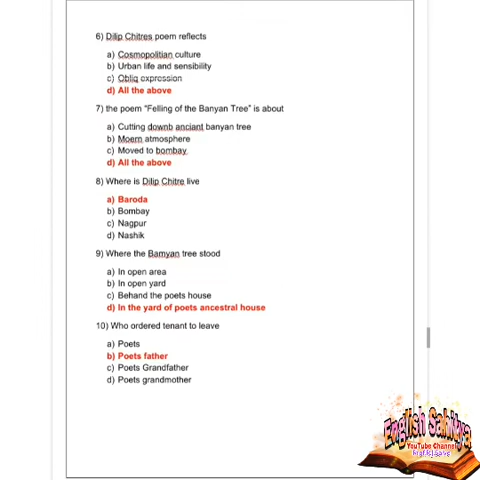 6) Dilip Chitres poem reflects
a) Cosmopolitian culture
b) Urban life and sensibility
c) Obliq expression
d) All the above
7) the poem “Felling of the Banyan Tree” is about
a) Cutting downb anciant banyan tree
b) Moern atmosphere
c) Moved to bombay
d) All the above
8) Where is Dilip Chitre live
a) Baroda
b) Bombay
c) Nagpur
d) Nashik
9) Where the Bamyan tree stood
a) In open area
b) In open yard
c) Behand the poets house
d) In the yard of poets ancestral house
10) Who ordered tenant to leave
a) Poets
b) Poets father
c) Poets Grandfather
d) Poets grandmother
English Sahitya
YouTube Channel